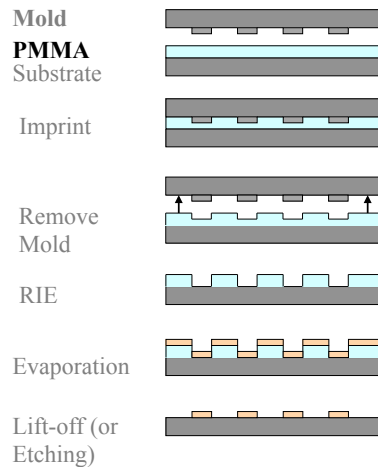 Mold
PMMA
Substrate
Imprint
Remove
Mold
RIE
Evaporation
Lift-off (or
Etching)